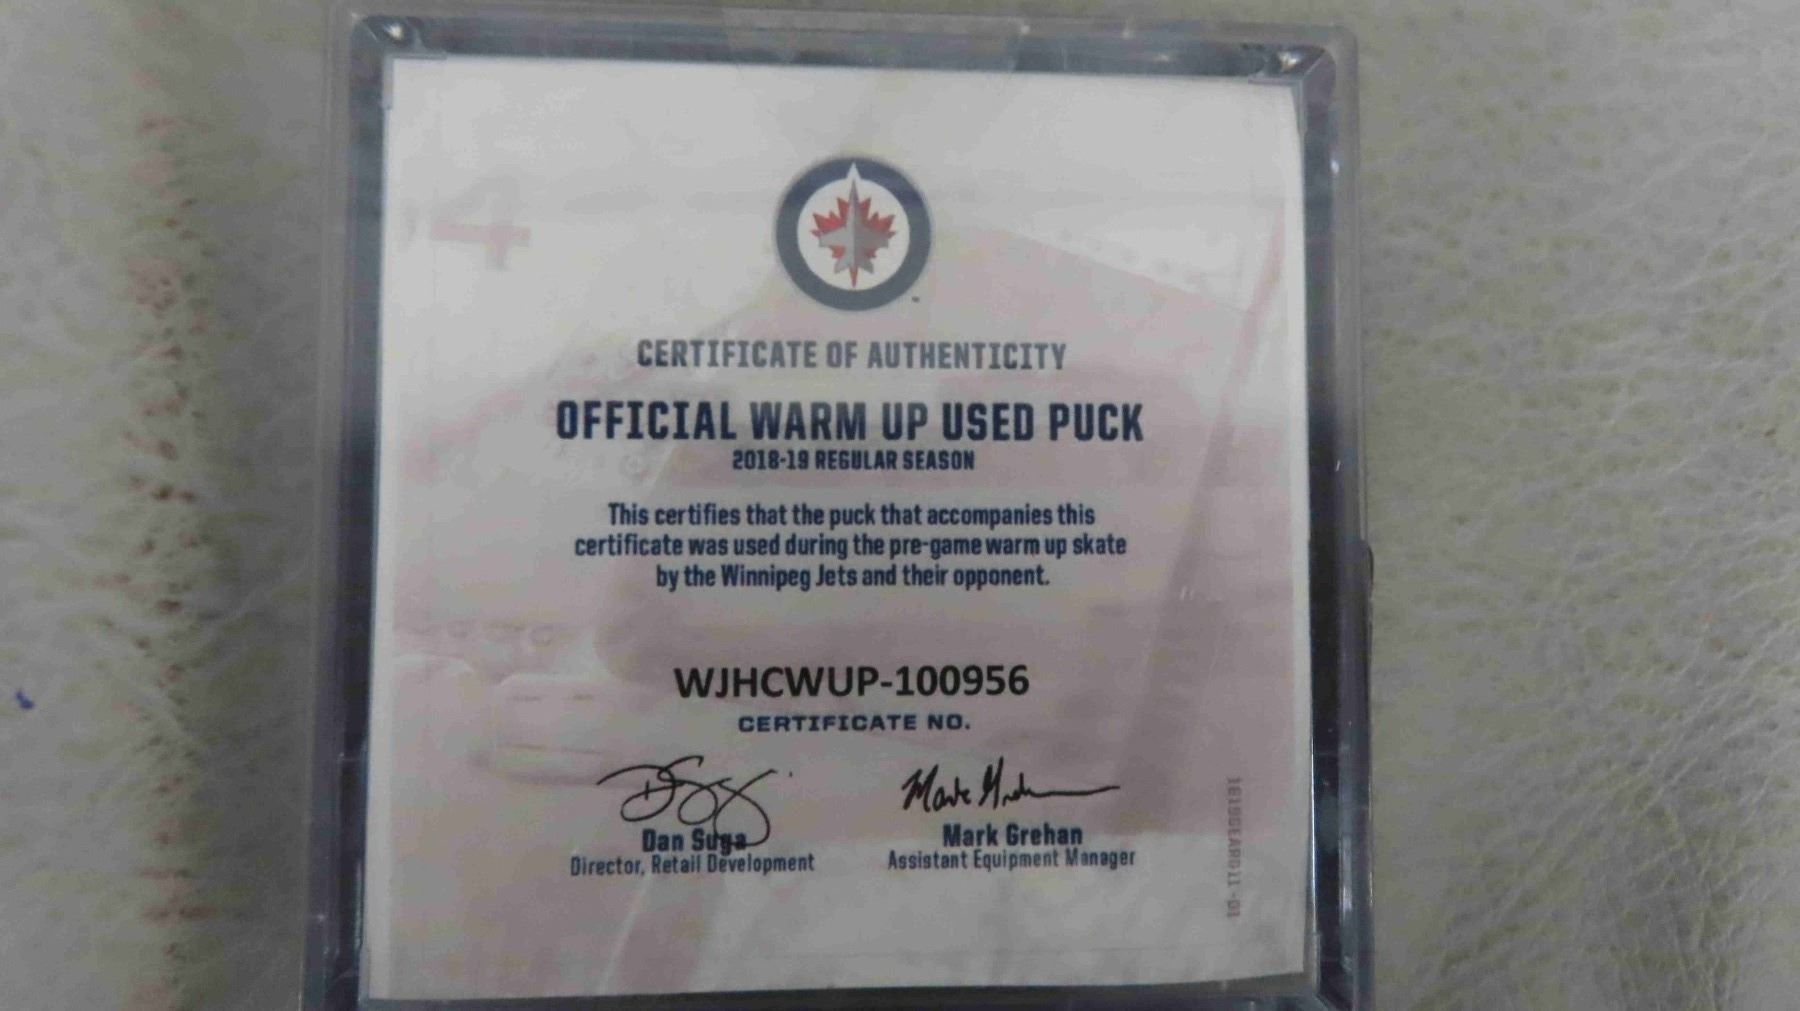 CERTIFICATE OF AUTHENTICITY
OFFICIAL WARM UP USED PUCK
2018-19 REGULAR SEASON
This certifies that the puck that accompanies this
certificate was used during the pre-game warm up skate
by the Winnipeg Jets and their opponent.
WJHCWUP-100956
CERTIFICATE NO.
Dan Suga
Director, Retail Development
Mark Grehan
Mark Grehan
Assistant Equipment Manager